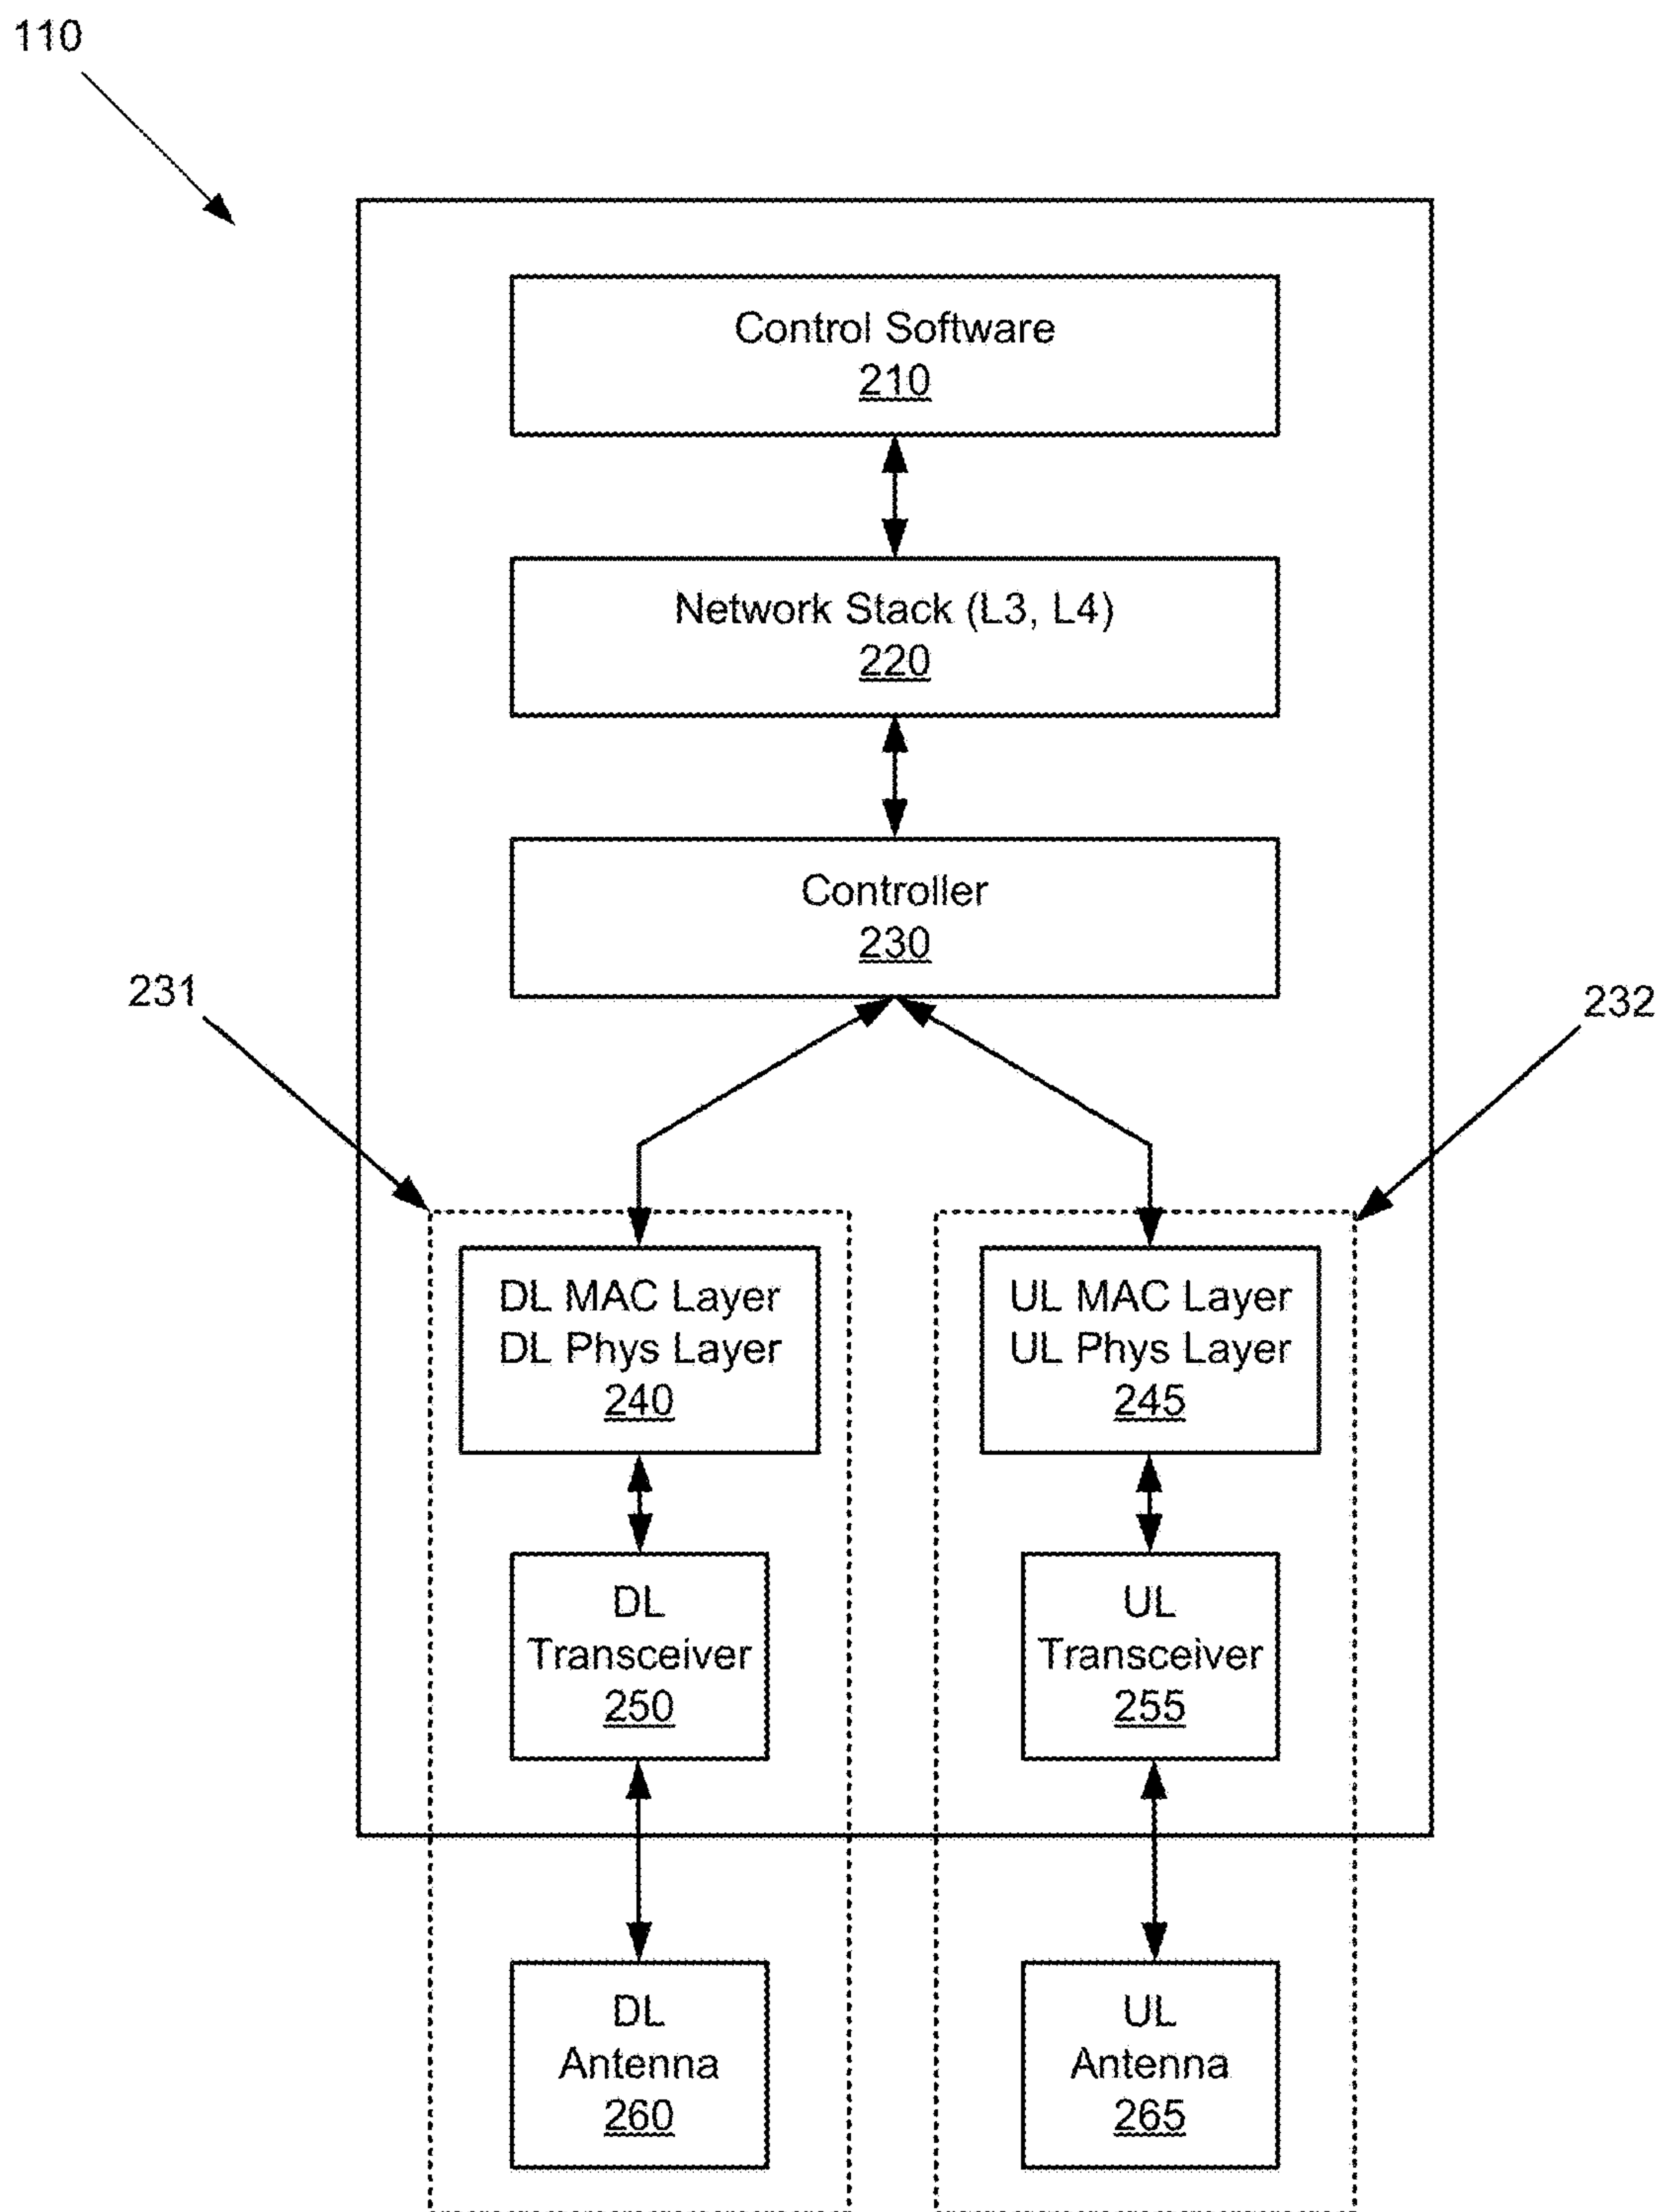 110
Control Software
210
Network Stack (L3, L4)
220
Controller
230
231
232
DL MAC Layer
DL Phys Layer
240
UL MAC Layer
UL Phys Layer
245
DL
Transceiver
250
UL
Transceiver
255
DL
Antenna
260
UL
Antenna
265